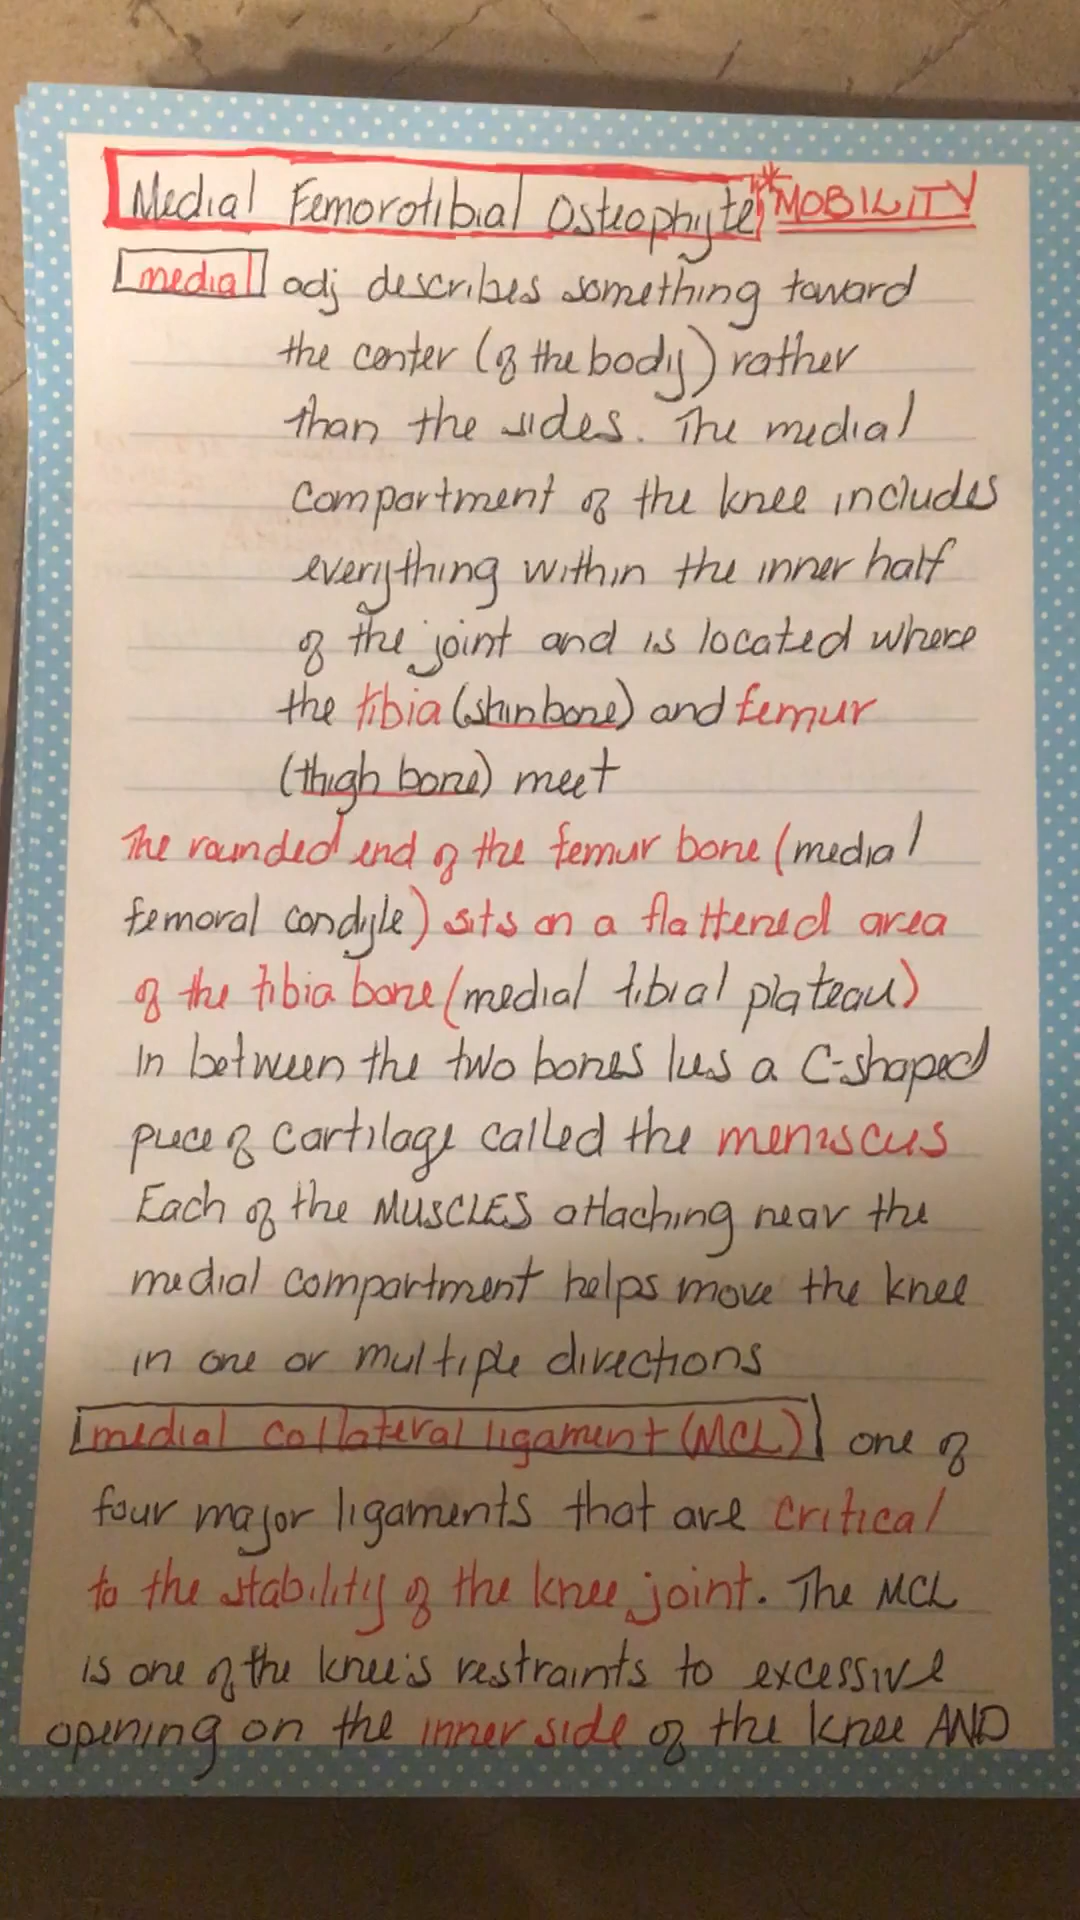 Medial Femorotibial Osteophyte *MOBILITY
medial adj describes something toward
the center (of the body) rather
than the sides. The medial
compartment of the knee includes
everything within the inner half
of the joint and is located where
the tibia (shinbone) and femur
(thigh bone) meet
The rounded end of the femur bone (medial
femoral condyle) sits on a flattened area
of the tibia bone (medial tibial plateau)
In between the two bones lies a C-shaped
piece of cartilage called the meniscus
Each of the MUSCLES attaching near the
medial compartment helps move the knee
in one or multiple directions
medial collateral ligament (MCL) one of
four major ligaments that are critical
to the stability of the knee joint. The MCL
is one of the knee's restraints to excessive
opening on the inner side of the knee AND